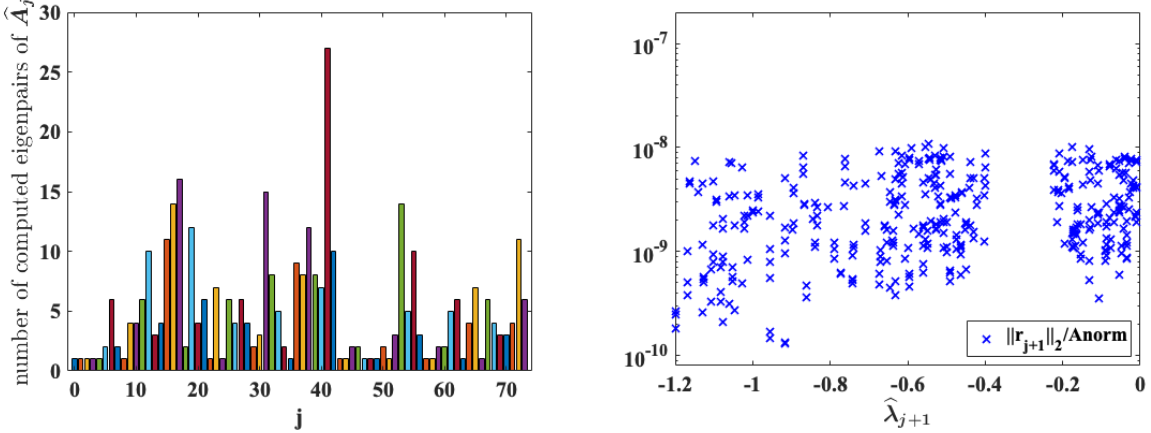 number of computed eigenpairs of Âⱼ
30
25
20
15
10
5
0
0 10 20 30 40 50 60 70
j
10⁻⁷
10⁻⁸
10⁻⁹
10⁻¹⁰
‖r_{j+1}‖₂/Anorm
-1.2 -1 -0.8 -0.6 -0.4 -0.2 0
λ̂_{j+1}